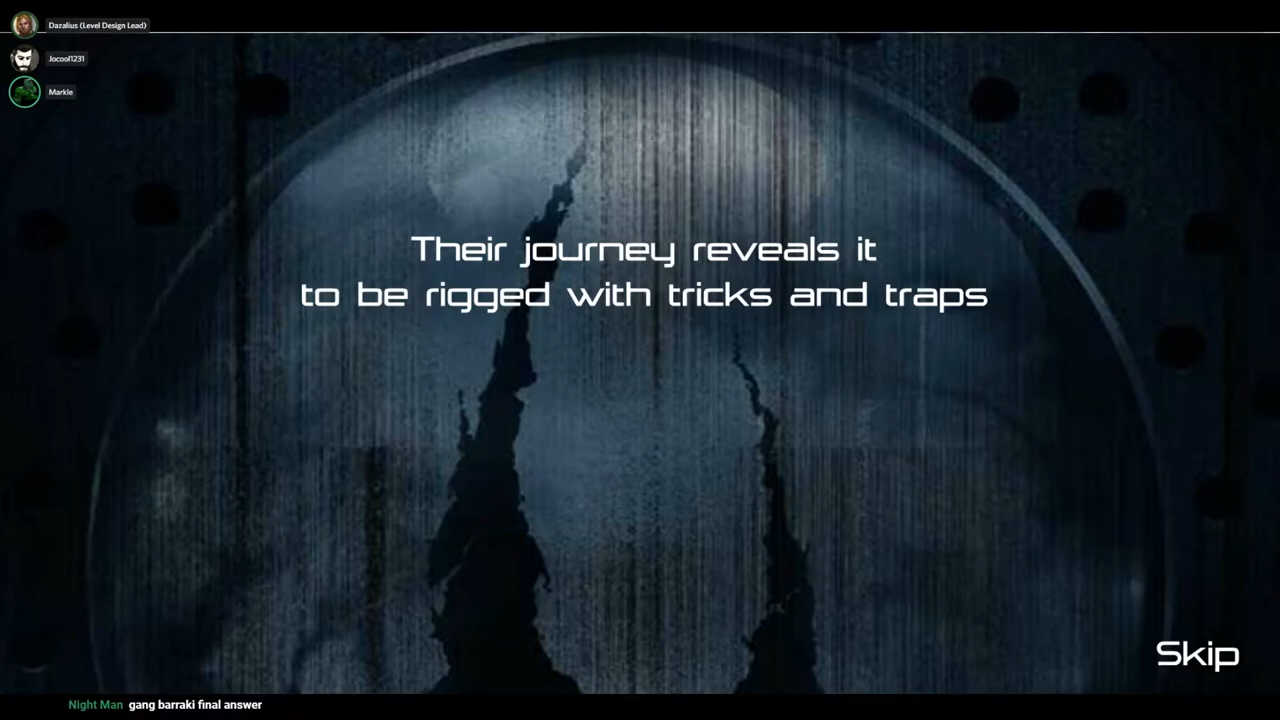 Dazalius (Level Design Lead)
Jocool1231
Markle
Their journey reveals it
to be rigged with tricks and traps
Skip
Night Man gang barraki final answer